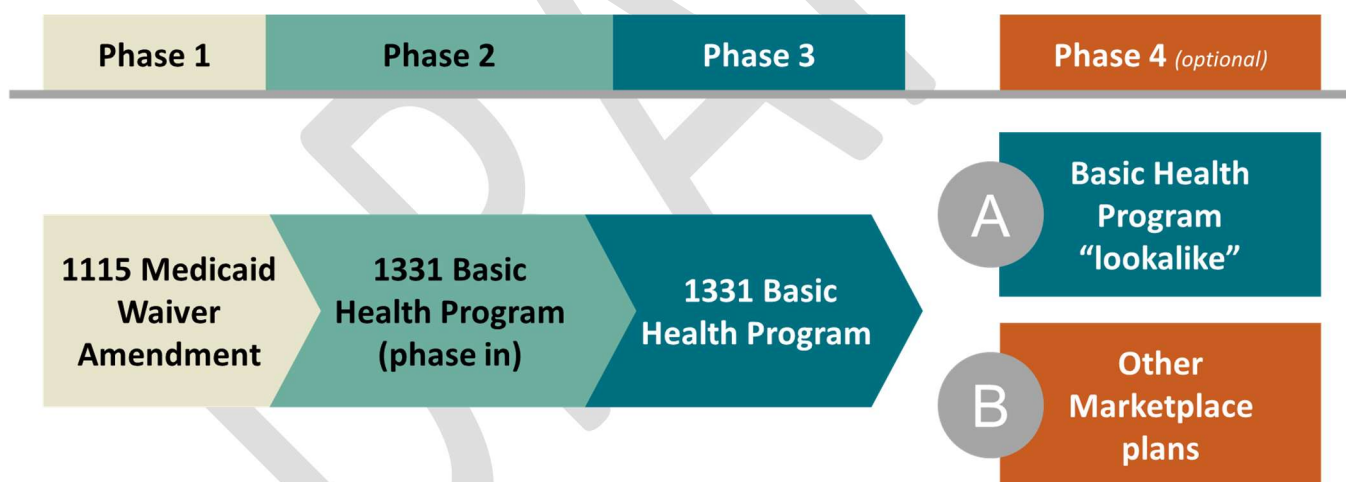 Phase 1
Phase 2
Phase 3
Phase 4 (optional)
1115 Medicaid
Waiver
Amendment
1331 Basic
Health Program
(phase in)
1331 Basic
Health Program
A
Basic Health
Program
“lookalike”
B
Other
Marketplace
plans